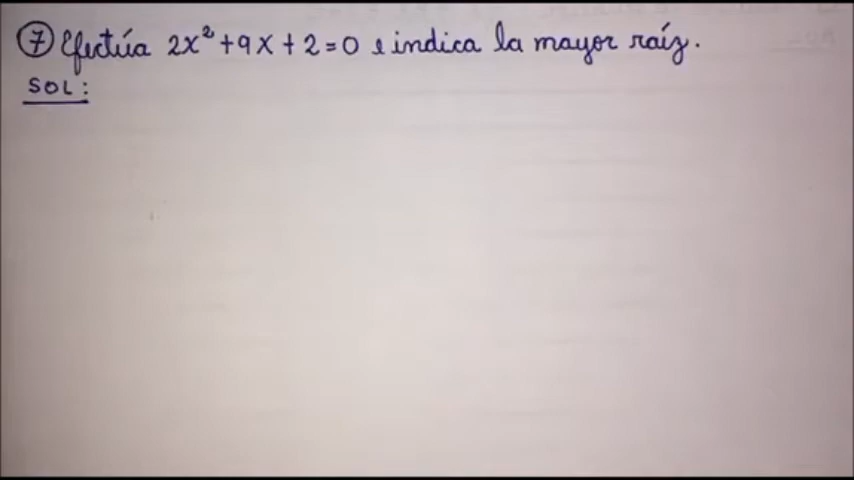 ⑦ Efectúa 2x² + 9x + 2 = 0 e indica la mayor raíz.
SOL: